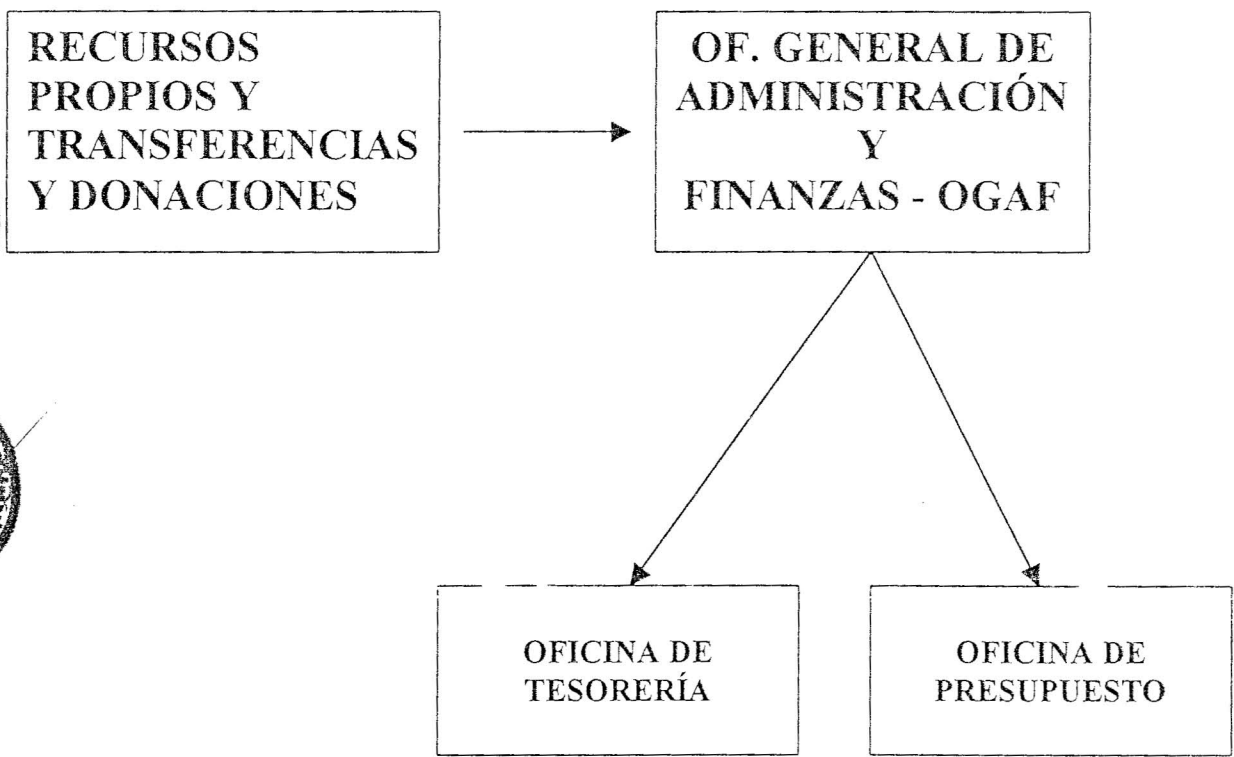 RECURSOS
PROPIOS Y
TRANSFERENCIAS
Y DONACIONES
OF. GENERAL DE
ADMINISTRACIÓN
Y
FINANZAS - OGAF
OFICINA DE
TESORERÍA
OFICINA DE
PRESUPUESTO